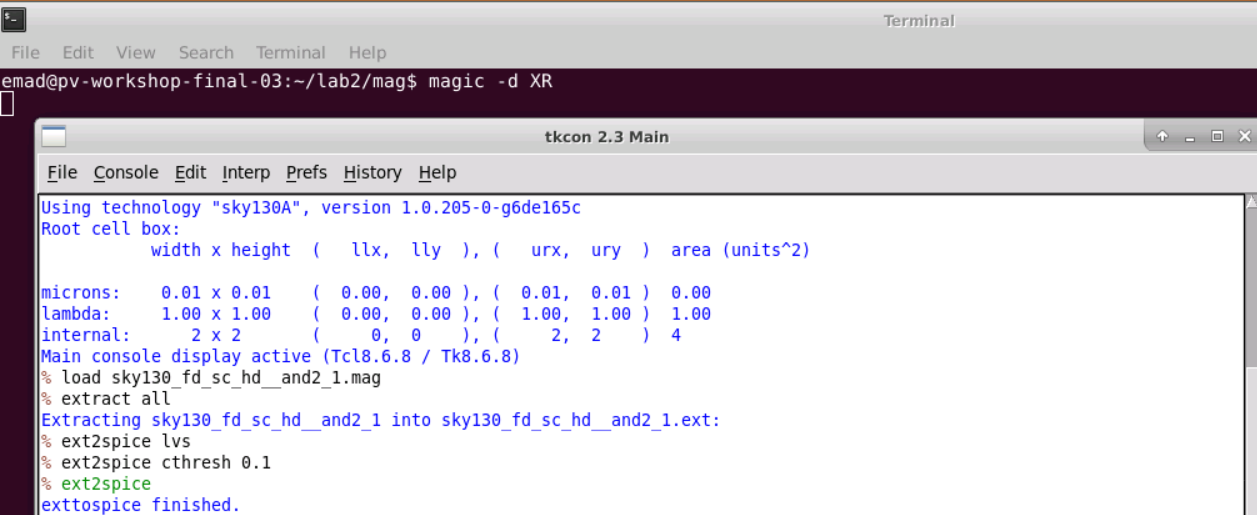 Terminal
File Edit View Search Terminal Help
emad@pv-workshop-final-03:~/lab2/mag$ magic -d XR
tkcon 2.3 Main
File Console Edit Interp Prefs History Help
Using technology "sky130A", version 1.0.205-0-g6de165c
Root cell box:
width x height ( llx, lly ), ( urx, ury ) area (units^2)
microns: 0.01 x 0.01 ( 0.00, 0.00 ), ( 0.01, 0.01 ) 0.00
lambda: 1.00 x 1.00 ( 0.00, 0.00 ), ( 1.00, 1.00 ) 1.00
internal: 2 x 2 ( 0, 0 ), ( 2, 2 ) 4
Main console display active (Tcl8.6.8 / Tk8.6.8)
% load sky130_fd_sc_hd__and2_1.mag
% extract all
Extracting sky130_fd_sc_hd__and2_1 into sky130_fd_sc_hd__and2_1.ext:
% ext2spice lvs
% ext2spice cthresh 0.1
% ext2spice
exttospice finished.